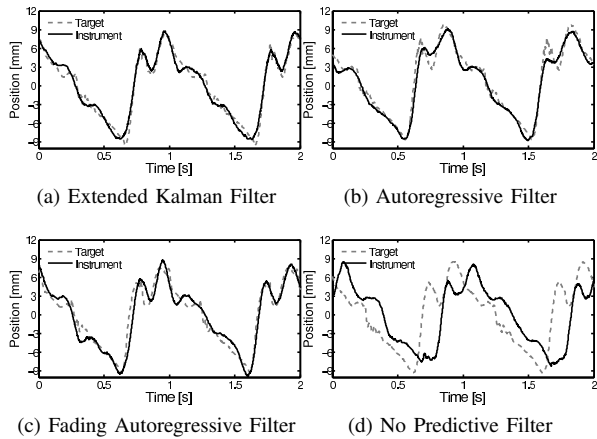 12
9
6
3
0
−3
−6
−9
Position [mm]
Target
Instrument
0
0.5
1
1.5
2
Time [s]
(a) Extended Kalman Filter
12
9
6
3
0
−3
−6
−9
Position [mm]
Target
Instrument
0
0.5
1
1.5
2
Time [s]
(b) Autoregressive Filter
12
9
6
3
0
−3
−6
−9
Position [mm]
Target
Instrument
0
0.5
1
1.5
2
Time [s]
(c) Fading Autoregressive Filter
12
9
6
3
0
−3
−6
−9
Position [mm]
Target
Instrument
0
0.5
1
1.5
2
Time [s]
(d) No Predictive Filter